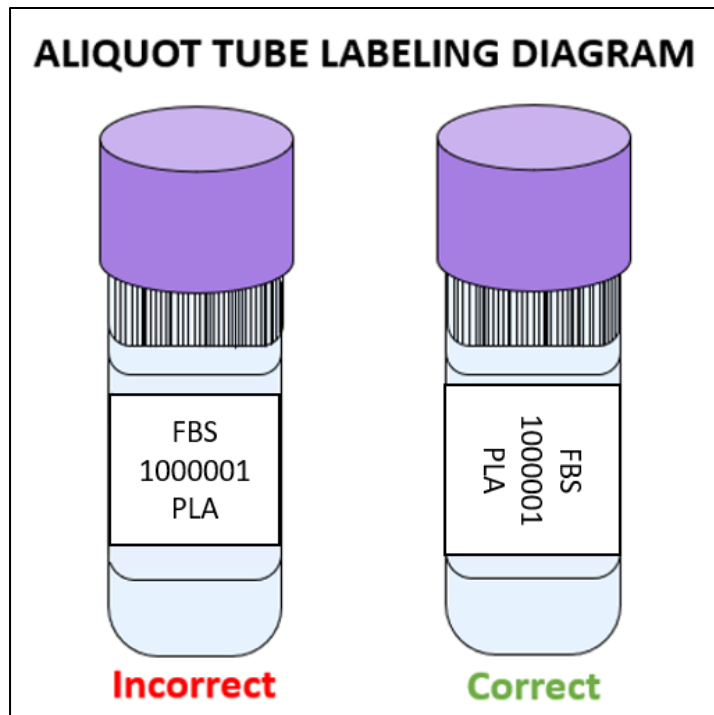 ALIQUOT TUBE LABELING DIAGRAM
FBS
1000001
PLA
FBS
1000001
PLA
Incorrect
Correct